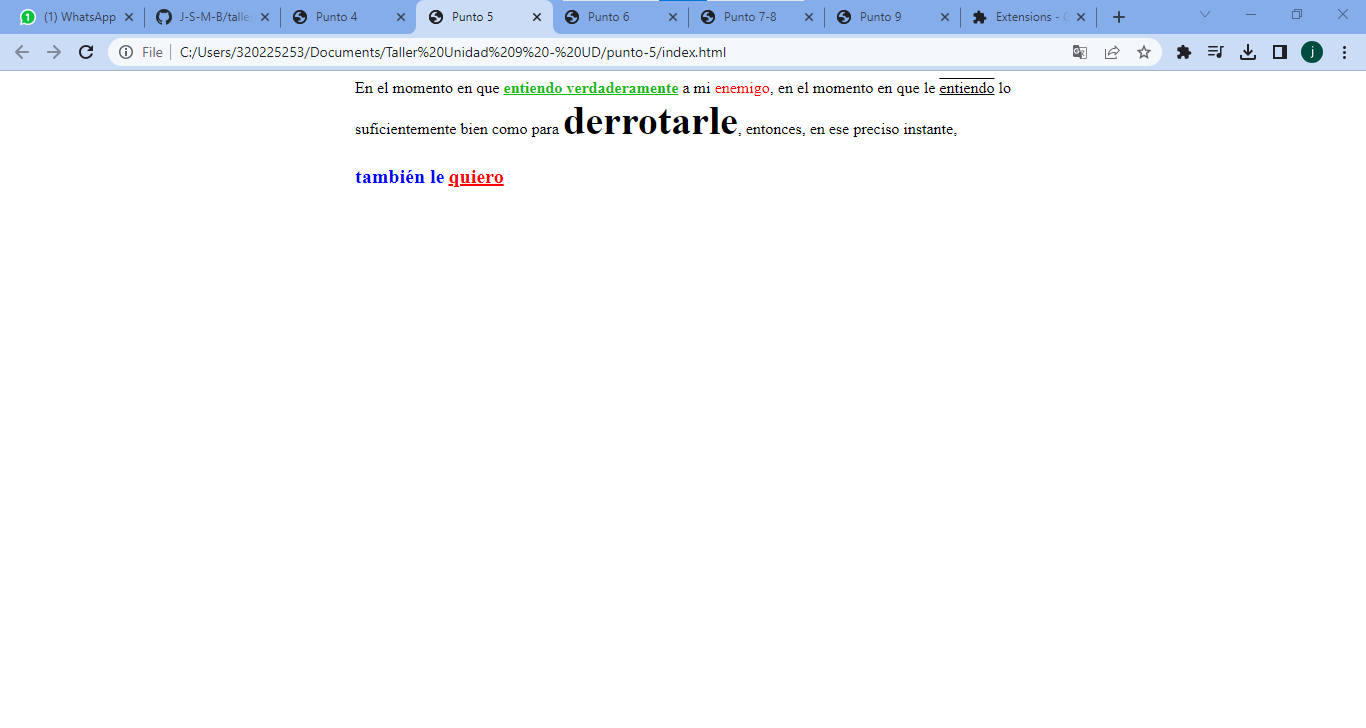 (1) WhatsApp
J-S-M-B/talle
Punto 4
Punto 5
Punto 6
Punto 7-8
Punto 9
Extensions -
File
C:/Users/320225253/Documents/Taller%20Unidad%209%20-%20UD/punto-5/index.html
j
En el momento en que entiendo verdaderamente a mi enemigo, en el momento en que le entiendo lo
suficientemente bien como para derrotarle, entonces, en ese preciso instante,
también le quiero